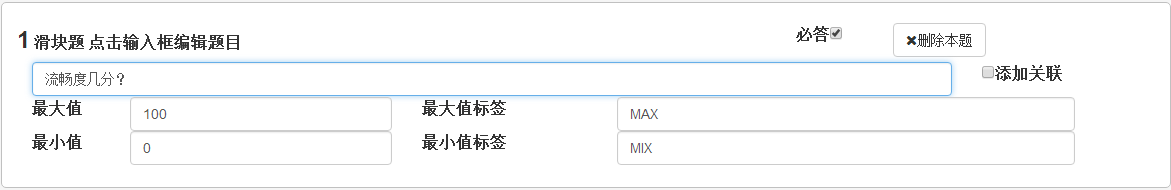 1 滑块题 点击输入框编辑题目 必答 ✖删除本题
流畅度几分？ 添加关联
最大值 100 最大值标签 MAX
最小值 0 最小值标签 MIX